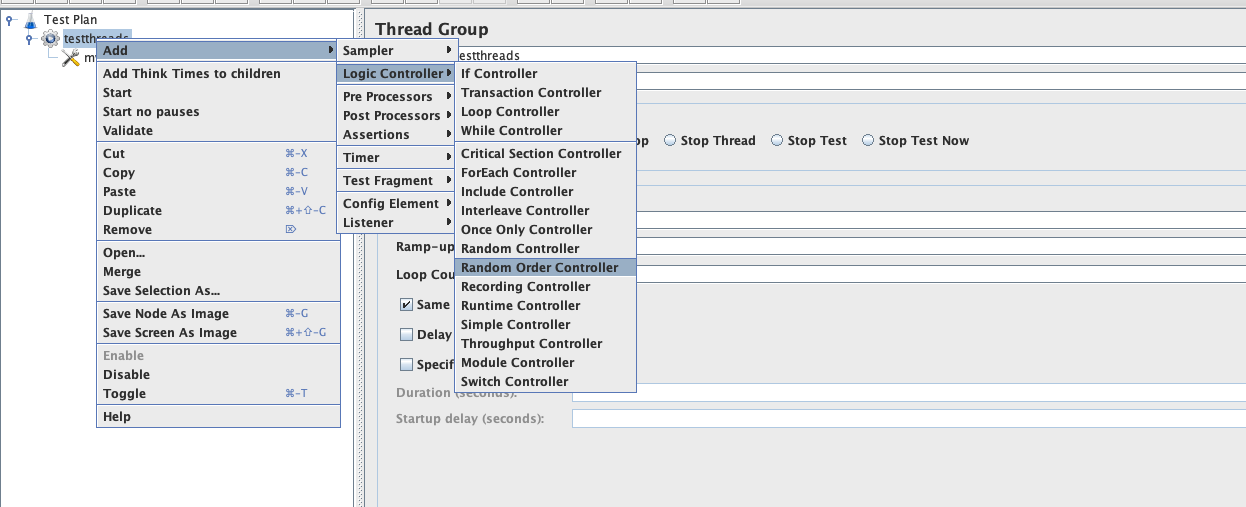 Test Plan
testthreads
Thread Group
Add
Add Think Times to children
Start
Start no pauses
Validate
Cut ⌘-X
Copy ⌘-C
Paste ⌘-V
Duplicate ⌘+⇧-C
Remove ⌦
Open...
Merge
Save Selection As...
Save Node As Image ⌘-G
Save Screen As Image ⌘+⇧-G
Enable
Disable
Toggle ⌘-T
Help
Sampler
Logic Controller
Pre Processors
Post Processors
Assertions
Timer
Test Fragment
Config Element
Listener
If Controller
Transaction Controller
Loop Controller
While Controller
Critical Section Controller
ForEach Controller
Include Controller
Interleave Controller
Once Only Controller
Random Controller
Random Order Controller
Recording Controller
Runtime Controller
Simple Controller
Throughput Controller
Module Controller
Switch Controller
estthreads
op
Stop Thread
Stop Test
Stop Test Now
Ramp-up
Loop Cou
Same
Delay
Specif
Duration (seconds):
Startup delay (seconds):